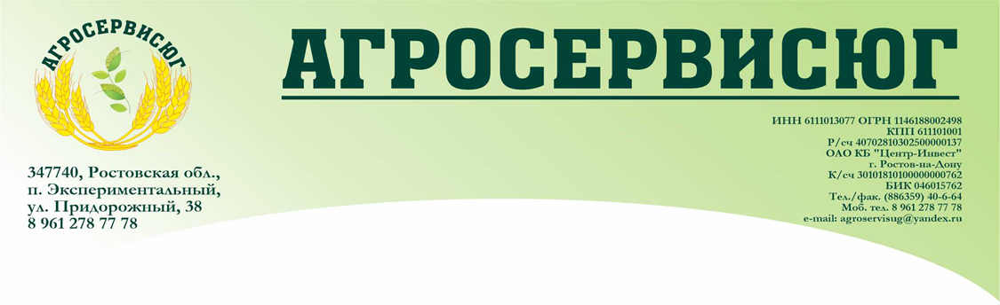 АГРОСЕРВИСЮГ
АГРОСЕРВИСЮГ
347740, Ростовская обл.,
п. Экспериментальный,
ул. Придорожный, 38
8 961 278 77 78
ИНН 6111013077 ОГРН 1146188002498
КПП 611101001
Р/сч 40702810302500000137
ОАО КБ "Центр-Инвест"
г. Ростов-на-Дону
К/сч 30101810100000000762
БИК 046015762
Тел./фак. (886359) 40-6-64
Моб. тел. 8 961 278 77 78
e-mail: agroservisug@yandex.ru